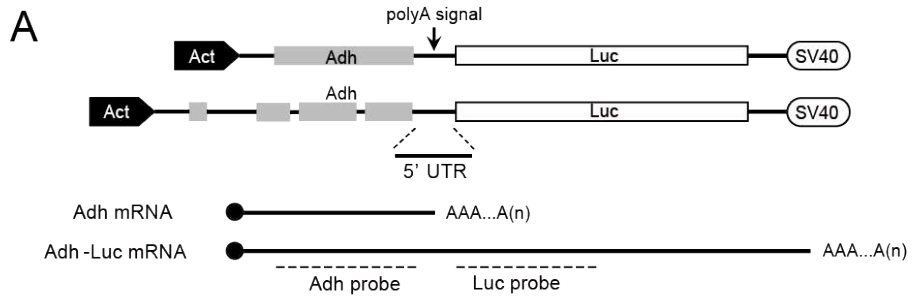 A
polyA signal
Act Adh Luc SV40
Adh
Act Luc SV40
5' UTR
Adh mRNA AAA...A(n)
Adh -Luc mRNA AAA...A(n)
Adh probe Luc probe